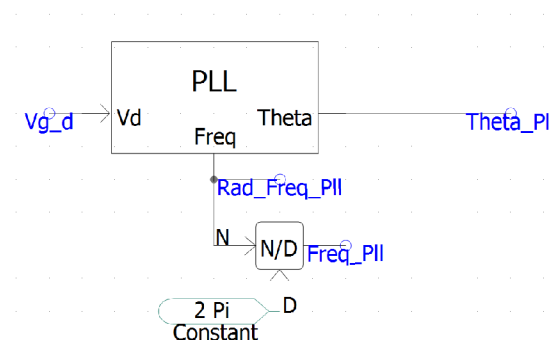 PLL
Vg_d
Vd
Theta
Theta_Pl
Freq
Rad_Freq_Pll
N
N/D
Freq_Pll
2 Pi
D
Constant